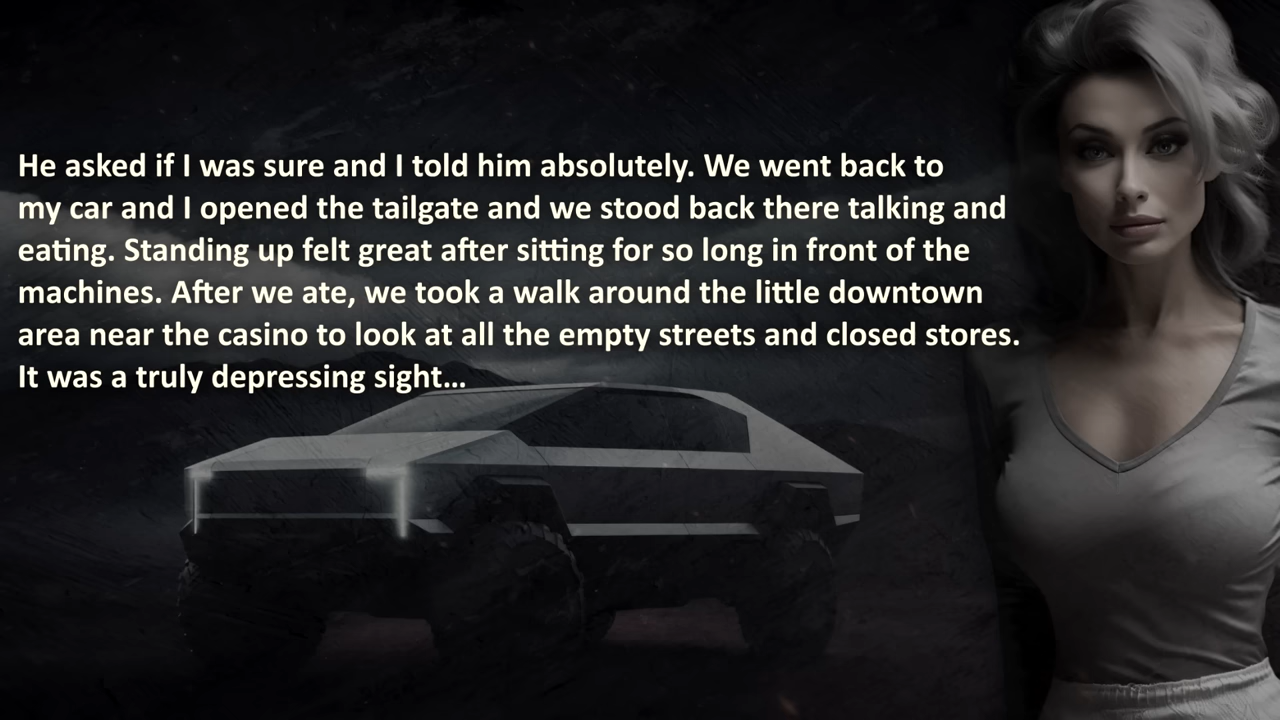 He asked if I was sure and I told him absolutely. We went back to
my car and I opened the tailgate and we stood back there talking and
eating. Standing up felt great after sitting for so long in front of the
machines. After we ate, we took a walk around the little downtown
area near the casino to look at all the empty streets and closed stores.
It was a truly depressing sight…